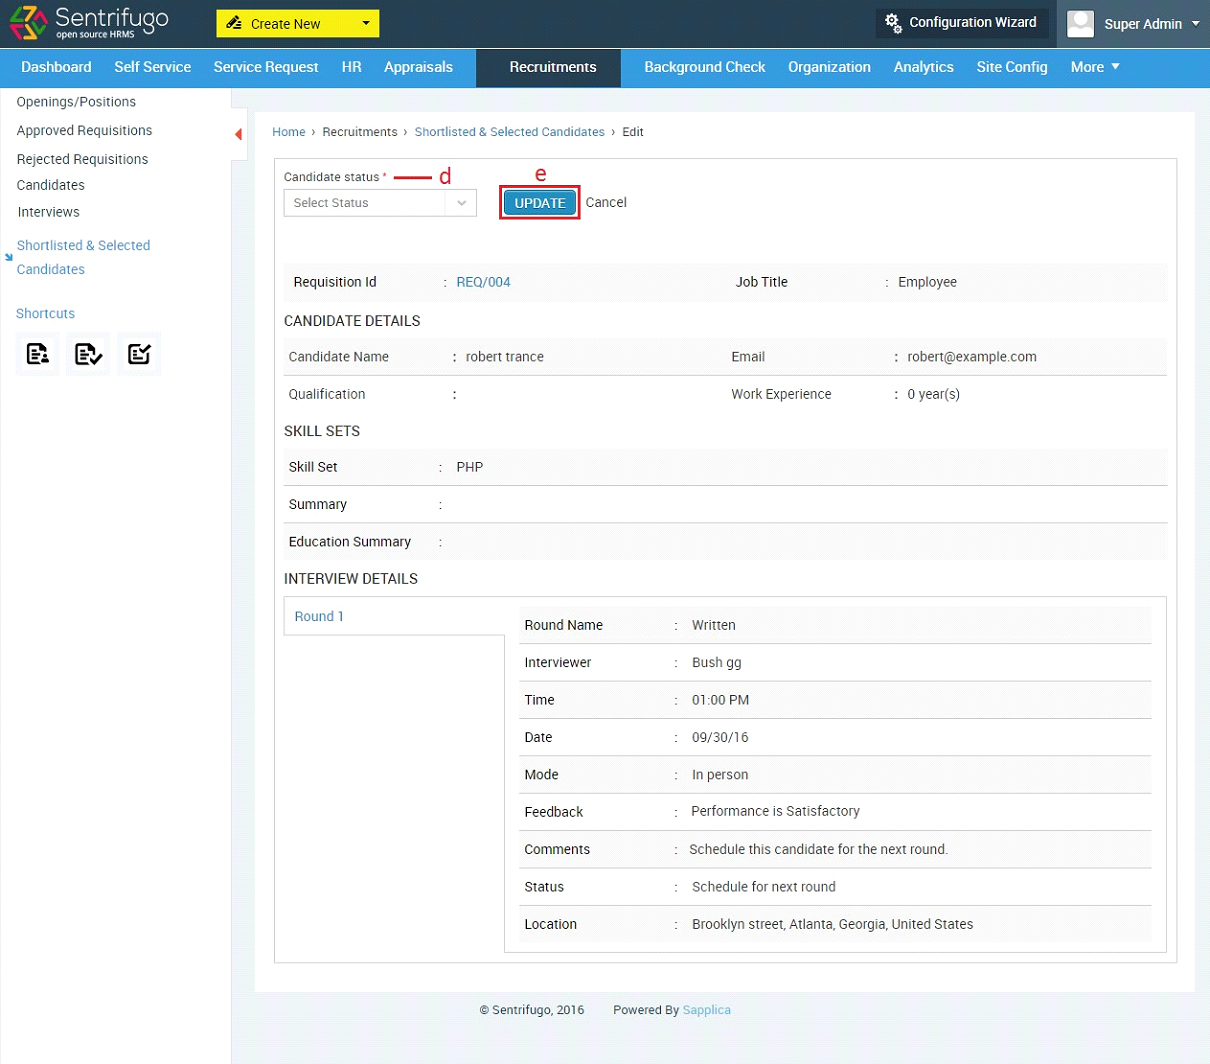 Sentrifugo
open source HRMS
Create New
Configuration Wizard
Super Admin
Dashboard Self Service Service Request HR Appraisals Recruitments Background Check Organization Analytics Site Config More
Openings/Positions
Approved Requisitions
Rejected Requisitions
Candidates
Interviews
Shortlisted & Selected
Candidates
Shortcuts
Home › Recruitments › Shortlisted & Selected Candidates › Edit
Candidate status * d
e
Select Status
UPDATE Cancel
Requisition Id : REQ/004 Job Title : Employee
CANDIDATE DETAILS
Candidate Name : robert trance Email : robert@example.com
Qualification : Work Experience : 0 year(s)
SKILL SETS
Skill Set : PHP
Summary :
Education Summary :
INTERVIEW DETAILS
Round 1
Round Name : Written
Interviewer : Bush gg
Time : 01:00 PM
Date : 09/30/16
Mode : In person
Feedback : Performance is Satisfactory
Comments : Schedule this candidate for the next round.
Status : Schedule for next round
Location : Brooklyn street, Atlanta, Georgia, United States
© Sentrifugo, 2016 Powered By Sapplica